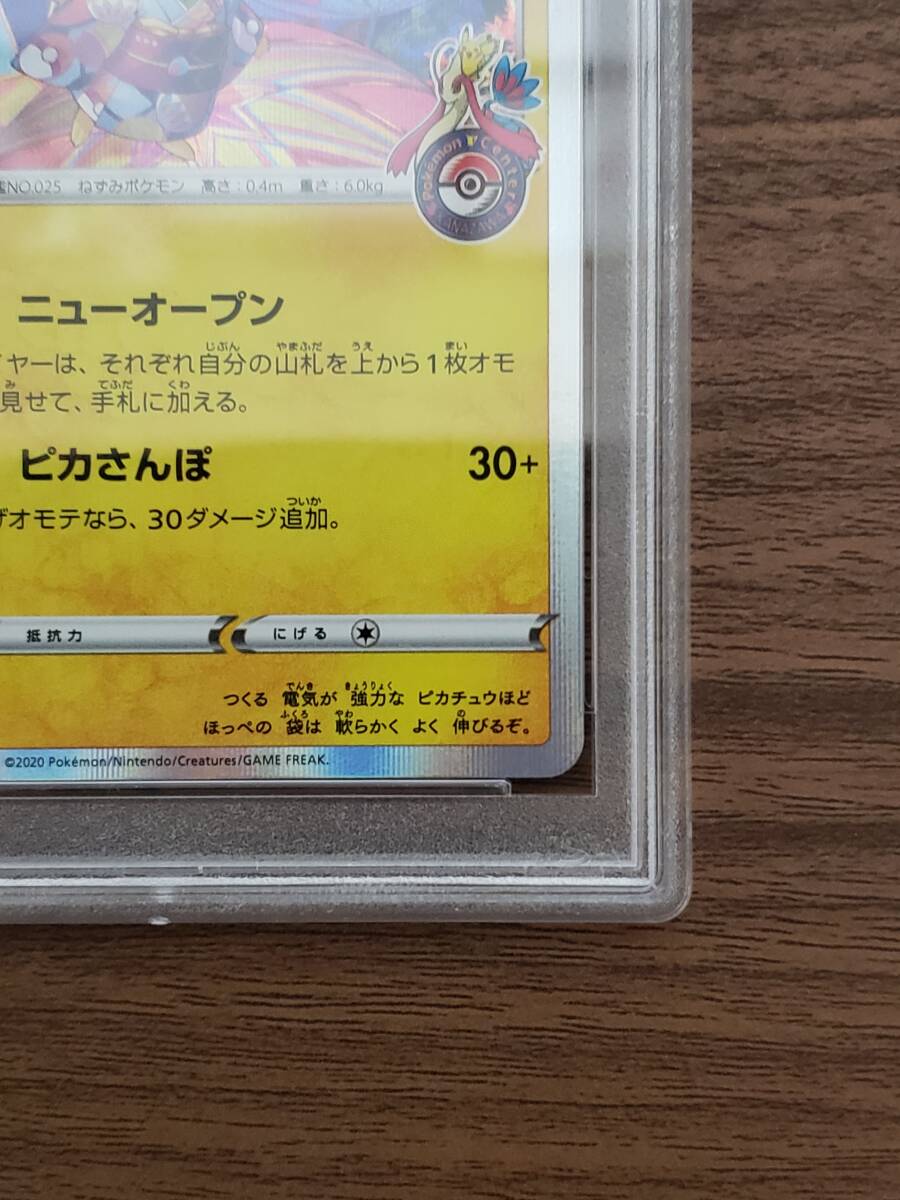 Pokémon Center
KANAZAWA
NO.025 ねずみポケモン 高さ:0.4m 重さ:6.0kg
ニューオープン
ヤーは、それぞれ自分の山札を上から1枚オモ
見せて、手札に加える。
ピカさんぽ 30+
オモテなら、30ダメージ追加。
抵抗力 にげる
つくる 電気が 強力な ピカチュウほど
ほっぺの 袋は 軟らかく よく 伸びるぞ。
©2020 Pokémon/Nintendo/Creatures/GAME FREAK.